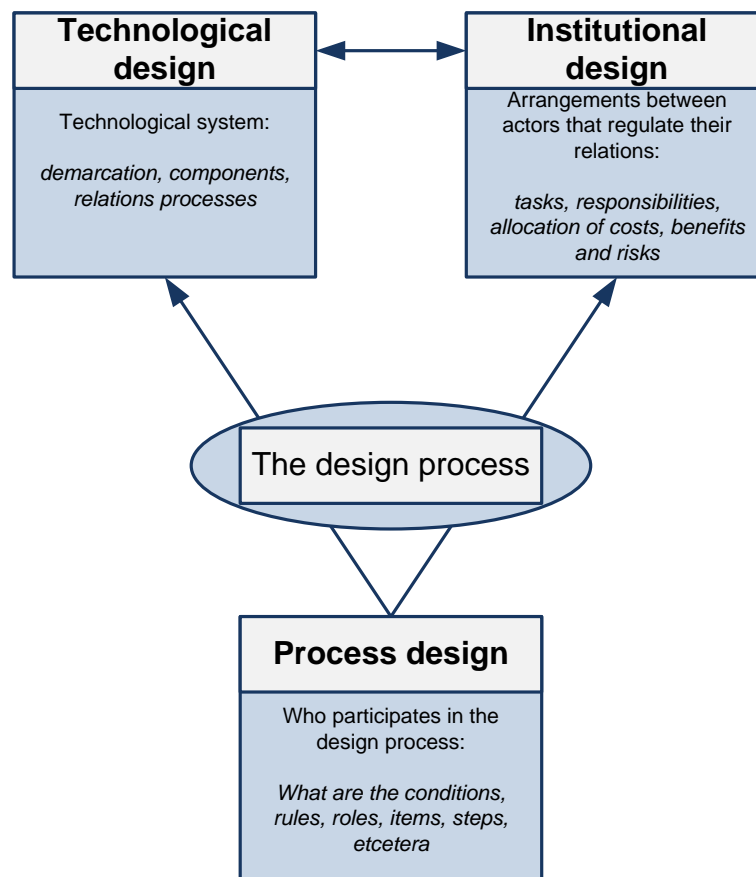 Technological
design
Technological system:
demarcation, components,
relations processes
Institutional
design
Arrangements between
actors that regulate their
relations:
tasks, responsibilities,
allocation of costs, benefits
and risks
The design process
Process design
Who participates in the
design process:
What are the conditions,
rules, roles, items, steps,
etcetera